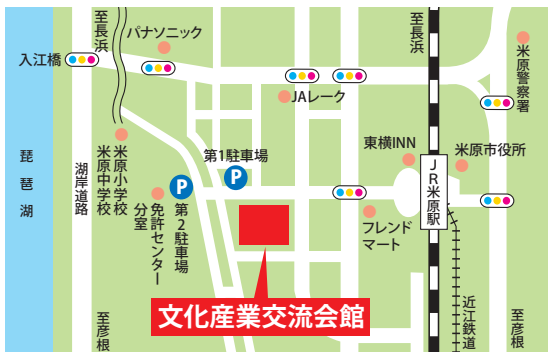 至長浜
パナソニック
至長浜
入江橋
米原警察署
JAレーク
東横INN
米原市役所
第1駐車場
P
P
琵琶湖
湖岸道路
米原小学校
米原中学校
免許センター
分室
第2駐車場
JR米原駅
フレンド
マート
文化産業交流会館
近江鉄道
至彦根
至彦根